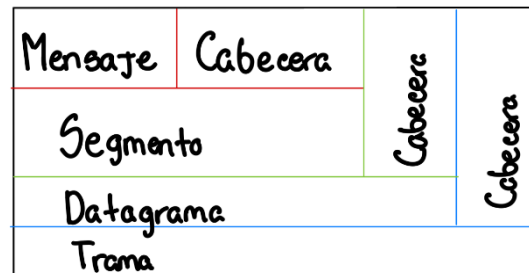 Mensaje Cabecera
Cabecera
Cabecera
Segmento
Datagrama
Trama